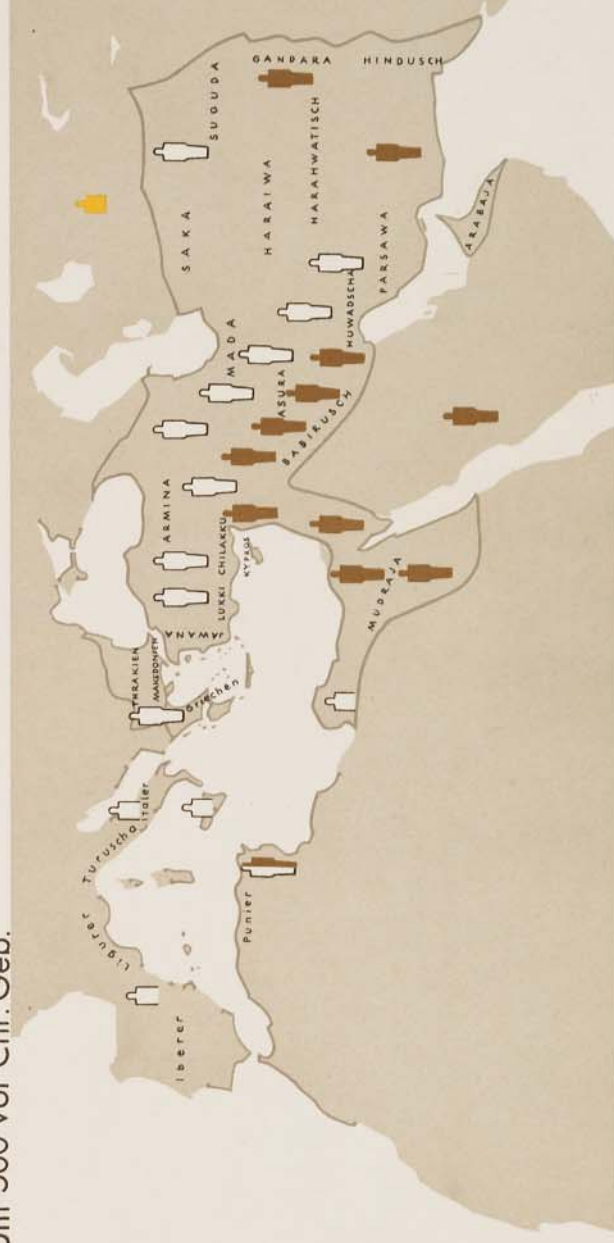 um 500 vor Chr. Geb.
Iberer
Ligurer
Turuscha
Italer
Punier
Griechen
THRAKIEN
MAKEDONIEN
JAWANA
LUKKI
CHILAKKU
KYPROS
ARMINA
MUDRAJA
MADA
ASURA
BABIRUSCH
HUWADSCHA
PARSAWA
ARABAJA
SAKA
HARAIWA
HARAHWATISCH
SUGUDA
GANDARA
HINDUSCH